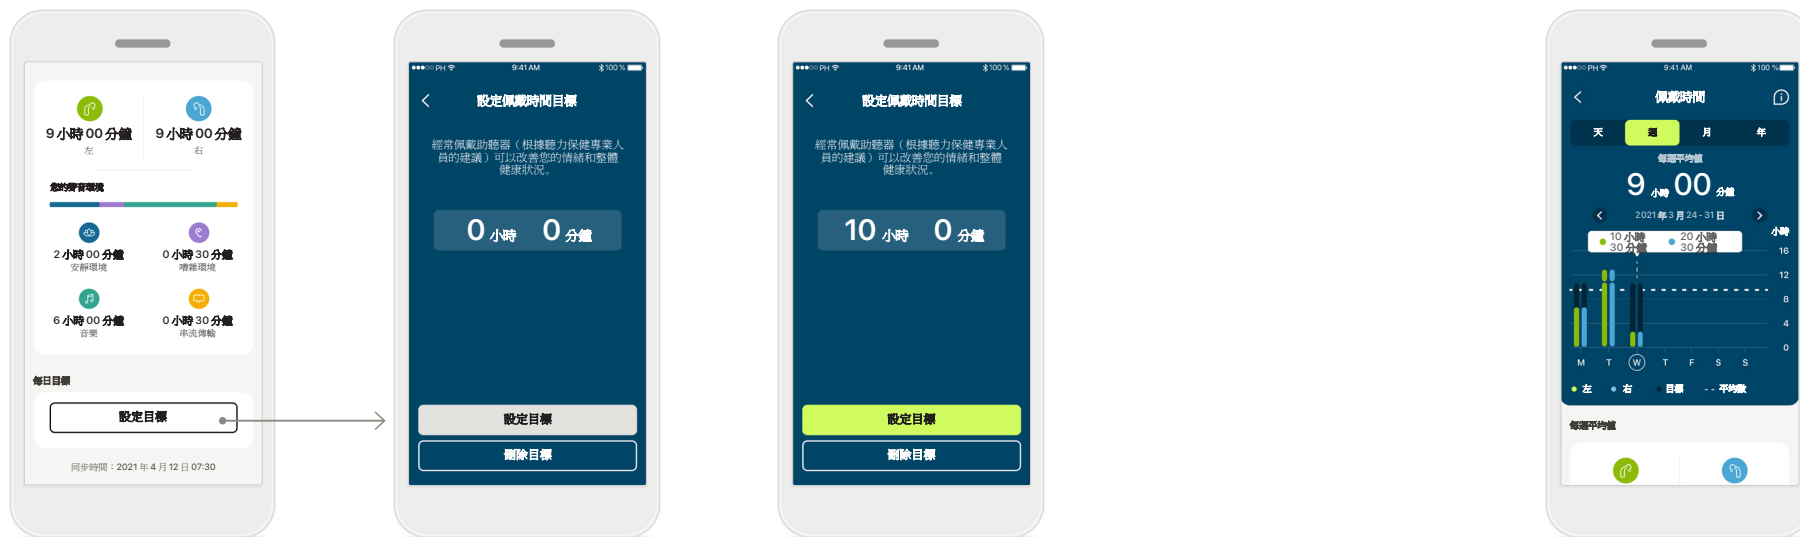 9 小時 00 分鐘
左
9 小時 00 分鐘
右
您的聲音環境
2 小時 00 分鐘
安靜環境
0 小時 30 分鐘
嘈雜環境
6 小時 00 分鐘
音樂
0 小時 30 分鐘
串流傳輸
每日目標
設定目標
同步時間：2021 年 4 月 12 日 07:30
PH 9:41 AM 100 %
設定佩戴時間目標
經常佩戴助聽器（根據聽力保健專業人
員的建議）可以改善您的情緒和整體
健康狀況。
0 小時 0 分鐘
設定目標
刪除目標
PH 9:41 AM 100 %
設定佩戴時間目標
經常佩戴助聽器（根據聽力保健專業人
員的建議）可以改善您的情緒和整體
健康狀況。
10 小時 0 分鐘
設定目標
刪除目標
PH 9:41 AM 100 %
佩戴時間
天 週 月 年
每週平均值
9 小時 00 分鐘
2021 年 3 月 24 - 31 日
小時
10 小時
30 分鐘
20 小時
30 分鐘
16
12
8
4
0
M T W T F S S
左 右 目標 平均數
每週平均值